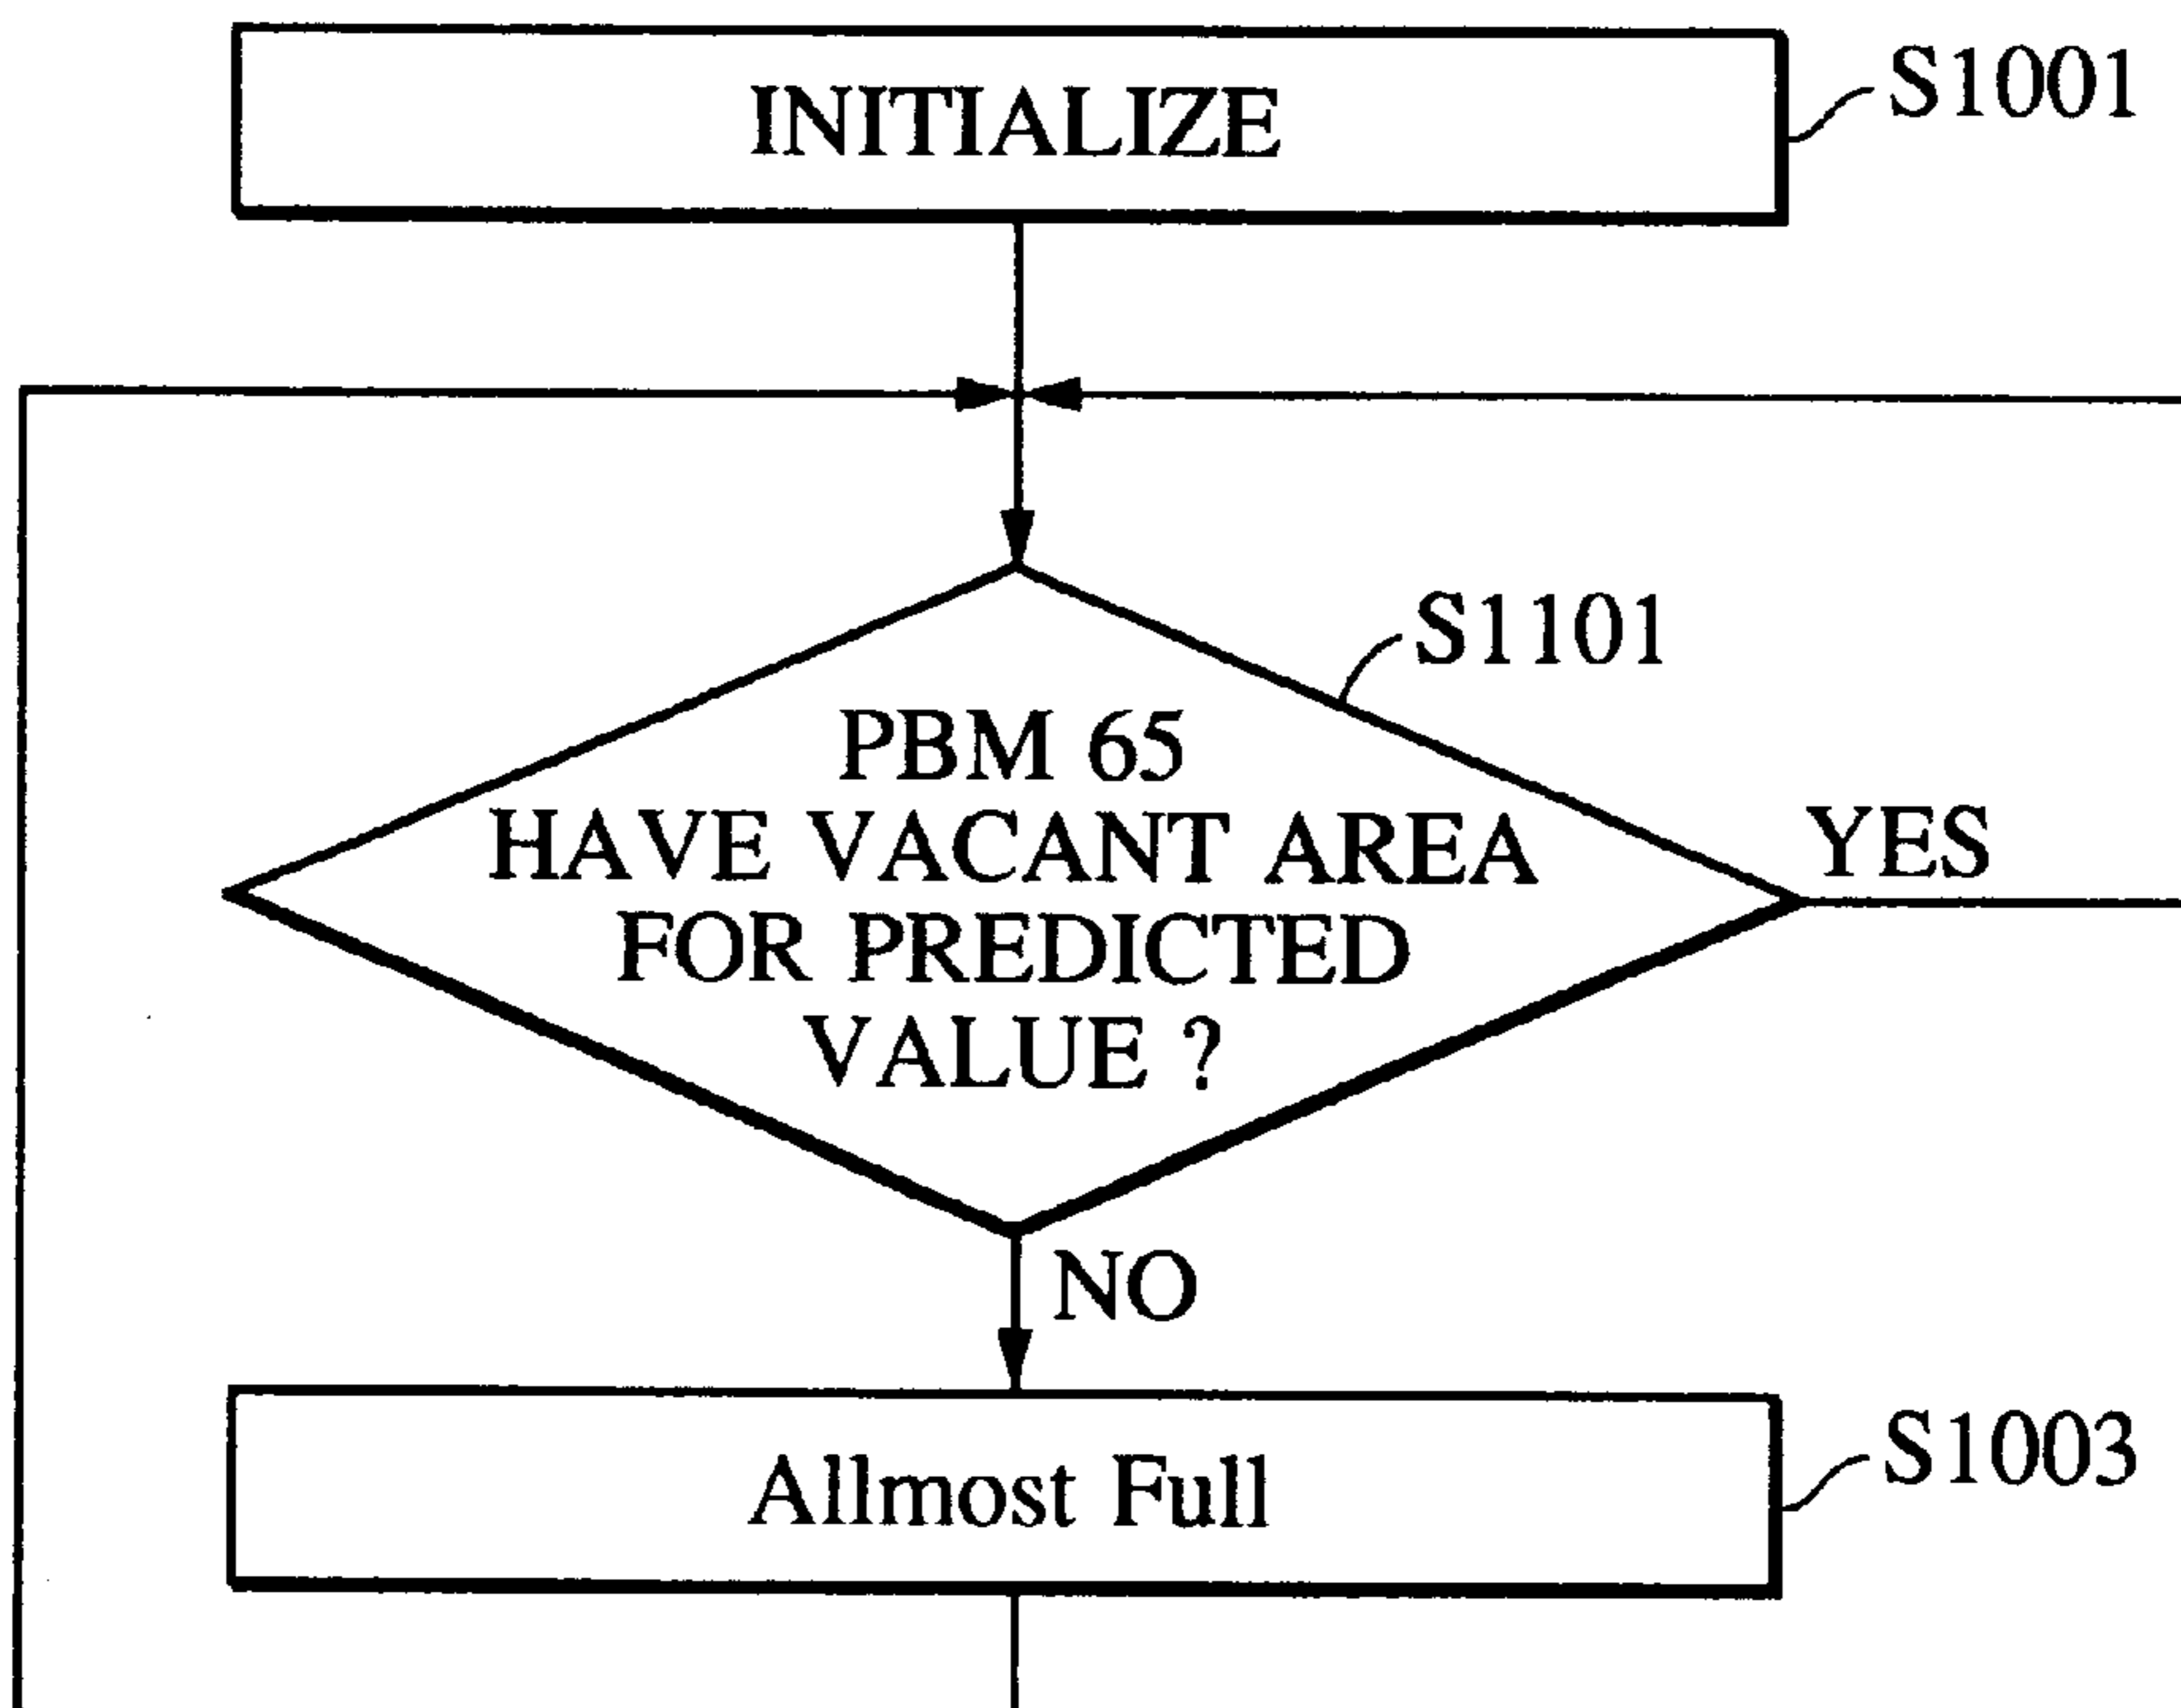 INITIALIZE
S1001
S1101
PBM 65
HAVE VACANT AREA
FOR PREDICTED
VALUE ?
YES
NO
Allmost Full
S1003